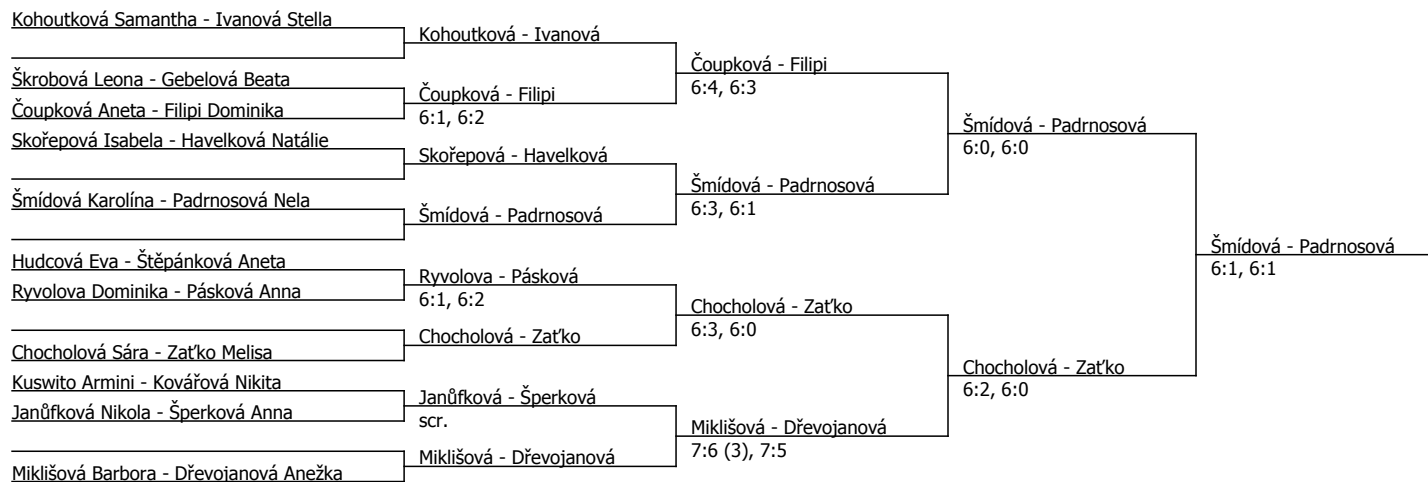 Kohoutková Samantha - Ivanová Stella
Škrobová Leona - Gebelová Beata
Čoupková Aneta - Filipi Dominika
Skořepová Isabela - Havelková Natálie
Šmídová Karolína - Padrnosová Nela
Hudcová Eva - Štěpánková Aneta
Ryvolova Dominika - Pásková Anna
Chocholová Sára - Zaťko Melisa
Kuswito Armini - Kovářová Nikita
Janůfková Nikola - Šperková Anna
Miklišová Barbora - Dřevojanová Anežka
Kohoutková - Ivanová
Čoupková - Filipi
6:1, 6:2
Skořepová - Havelková
Šmídová - Padrnosová
Ryvolova - Pásková
6:1, 6:2
Chocholová - Zaťko
Janůfková - Šperková
scr.
Miklišová - Dřevojanová
Čoupková - Filipi
6:4, 6:3
Šmídová - Padrnosová
6:3, 6:1
Chocholová - Zaťko
6:3, 6:0
Miklišová - Dřevojanová
7:6 (3), 7:5
Šmídová - Padrnosová
6:0, 6:0
Chocholová - Zaťko
6:2, 6:0
Šmídová - Padrnosová
6:1, 6:1